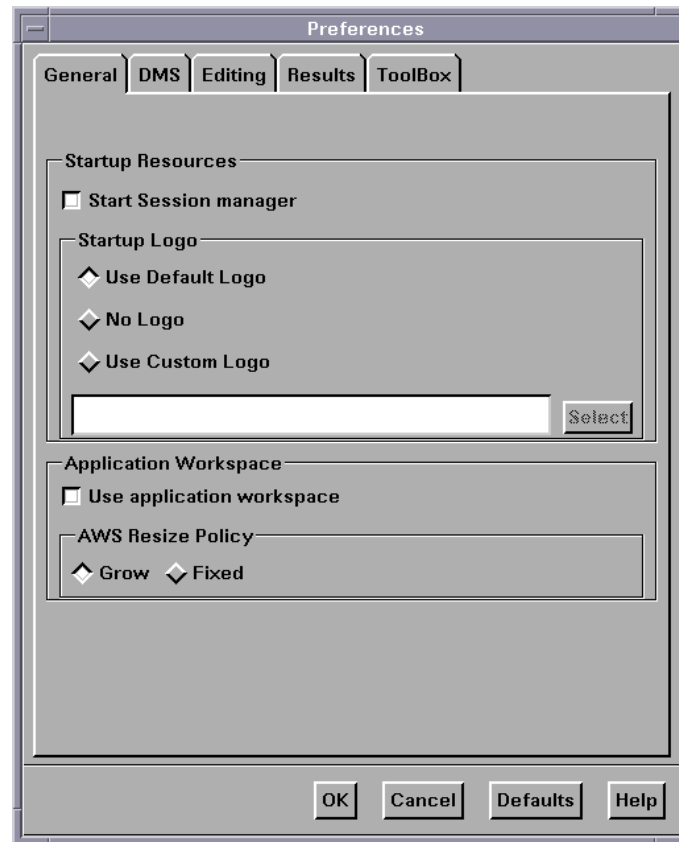 Preferences
General DMS Editing Results ToolBox
Startup Resources
Start Session manager
Startup Logo
Use Default Logo
No Logo
Use Custom Logo
Select
Application Workspace
Use application workspace
AWS Resize Policy
Grow Fixed
OK Cancel Defaults Help